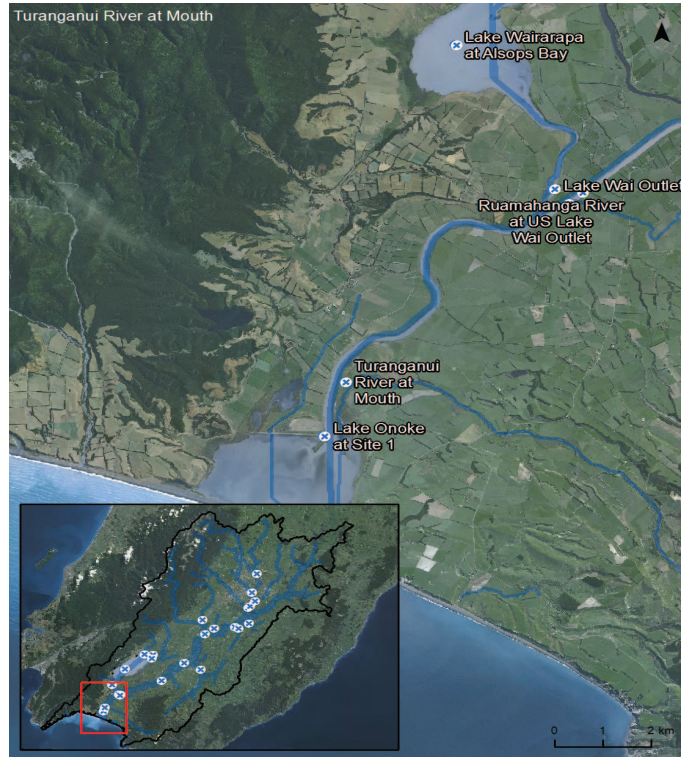 Turanganui River at Mouth
Lake Wairarapa
at Alsops Bay
Lake Wai Outlet
Ruamahanga River
at US Lake
Wai Outlet
Turanganui
River at
Mouth
Lake Onoke
at Site 1
0 1 2 km